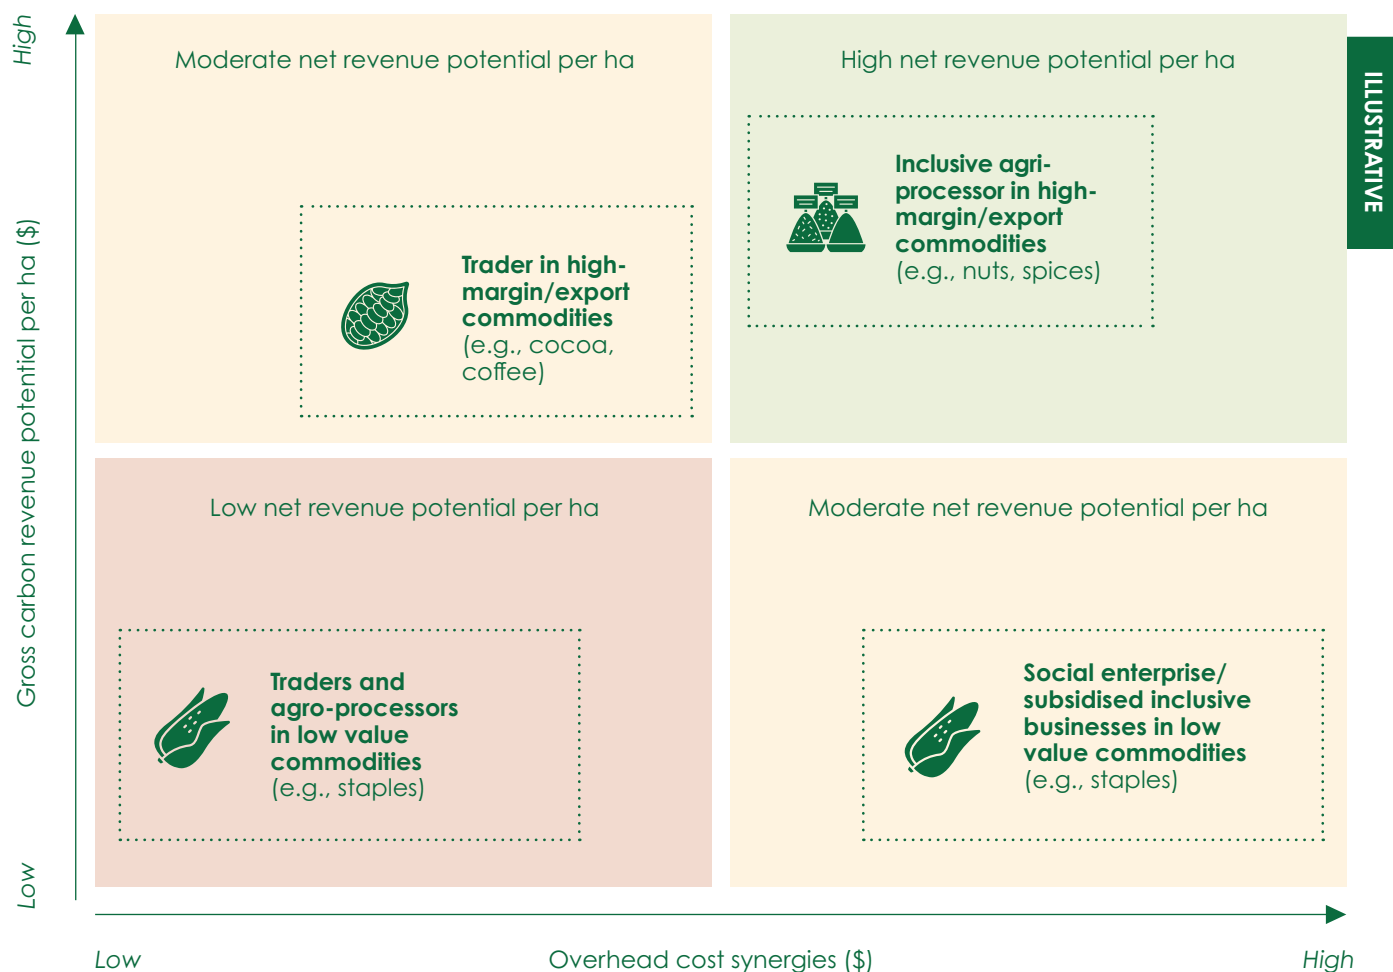 High
Gross carbon revenue potential per ha ($)
Low
Moderate net revenue potential per ha
Trader in high-
margin/export
commodities
(e.g., cocoa,
coffee)
High net revenue potential per ha
Inclusive agri-
processor in high-
margin/export
commodities
(e.g., nuts, spices)
ILLUSTRATIVE
Low net revenue potential per ha
Traders and
agro-processors
in low value
commodities
(e.g., staples)
Moderate net revenue potential per ha
Social enterprise/
subsidised inclusive
businesses in low
value commodities
(e.g., staples)
Low
Overhead cost synergies ($)
High